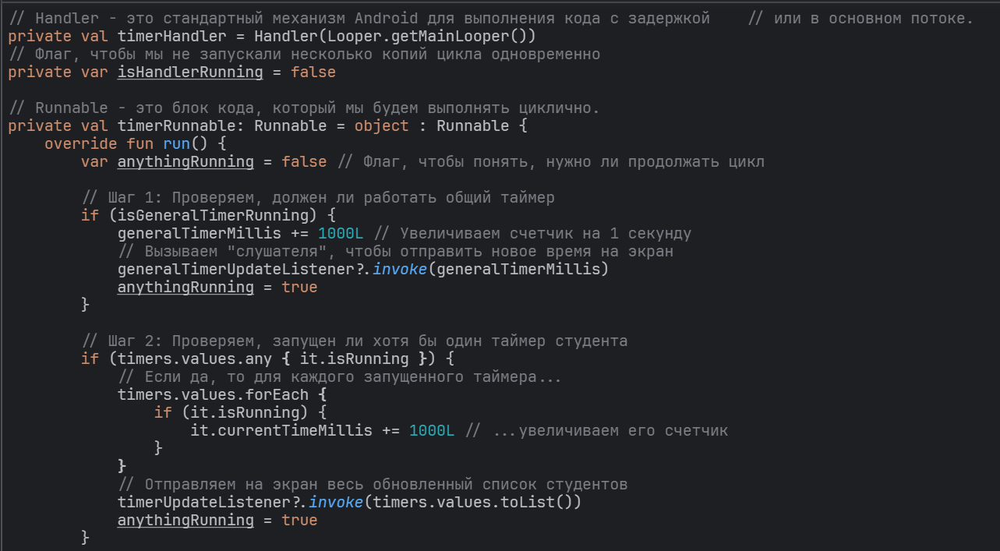 // Handler - это стандартный механизм Android для выполнения кода с задержкой    // или в основном потоке.
private val timerHandler = Handler(Looper.getMainLooper())
// Флаг, чтобы мы не запускали несколько копий цикла одновременно
private var isHandlerRunning = false

// Runnable - это блок кода, который мы будем выполнять циклично.
private val timerRunnable: Runnable = object : Runnable {
    override fun run() {
        var anythingRunning = false // Флаг, чтобы понять, нужно ли продолжать цикл

        // Шаг 1: Проверяем, должен ли работать общий таймер
        if (isGeneralTimerRunning) {
            generalTimerMillis += 1000L // Увеличиваем счетчик на 1 секунду
            // Вызываем "слушателя", чтобы отправить новое время на экран
            generalTimerUpdateListener?.invoke(generalTimerMillis)
            anythingRunning = true
        }

        // Шаг 2: Проверяем, запущен ли хотя бы один таймер студента
        if (timers.values.any { it.isRunning }) {
            // Если да, то для каждого запущенного таймера...
            timers.values.forEach {
                if (it.isRunning) {
                    it.currentTimeMillis += 1000L // ...увеличиваем его счетчик
                }
            }
            // Отправляем на экран весь обновленный список студентов
            timerUpdateListener?.invoke(timers.values.toList())
            anythingRunning = true
        }